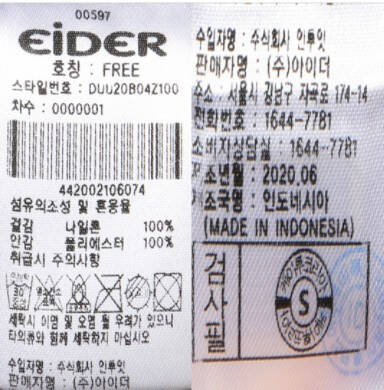 00597
EIDER
호칭 : FREE
스타일번호 : DUU20B04Z100
차수 : 0000001
442002106074
섬유의조성 및 혼용율
겉감 나일론 100%
안감 폴리에스터 100%
취급시 주의사항
세탁시 이염 및 오염 될 우려가 있으니
타의류와 함께 세탁하지 마십시오
수입자명 : 주식회사 인투잇
판매자명 : (주)아이더
수입자명 : 주식회사 인투잇
판매자명 : (주)아이더
주소 : 서울시 강남구 자곡로 174-14
전화번호 : 1644-7781
소비자상담실 : 1644-7781
제조년월 : 2020.06
제조국명 : 인도네시아
(MADE IN INDONESIA)
검사필
S